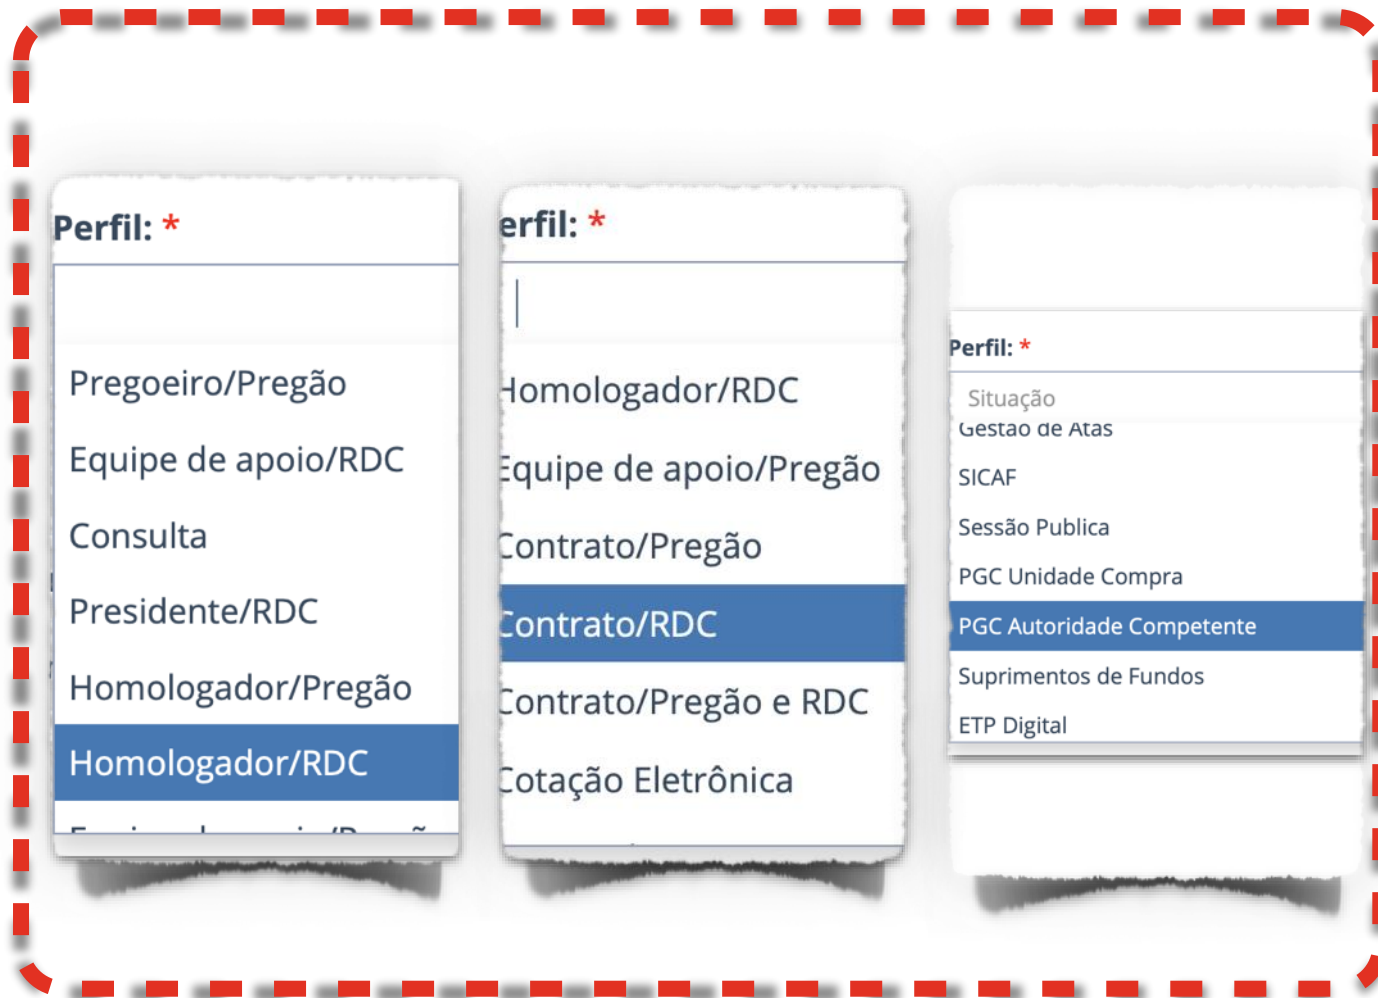 Perfil: *
Pregoeiro/Pregão
Equipe de apoio/RDC
Consulta
Presidente/RDC
Homologador/Pregão
Homologador/RDC
erfil: *
Homologador/RDC
Equipe de apoio/Pregão
Contrato/Pregão
Contrato/RDC
Contrato/Pregão e RDC
Cotação Eletrônica
Perfil: *
Situação
Gestão de Atas
SICAF
Sessão Publica
PGC Unidade Compra
PGC Autoridade Competente
Suprimentos de Fundos
ETP Digital